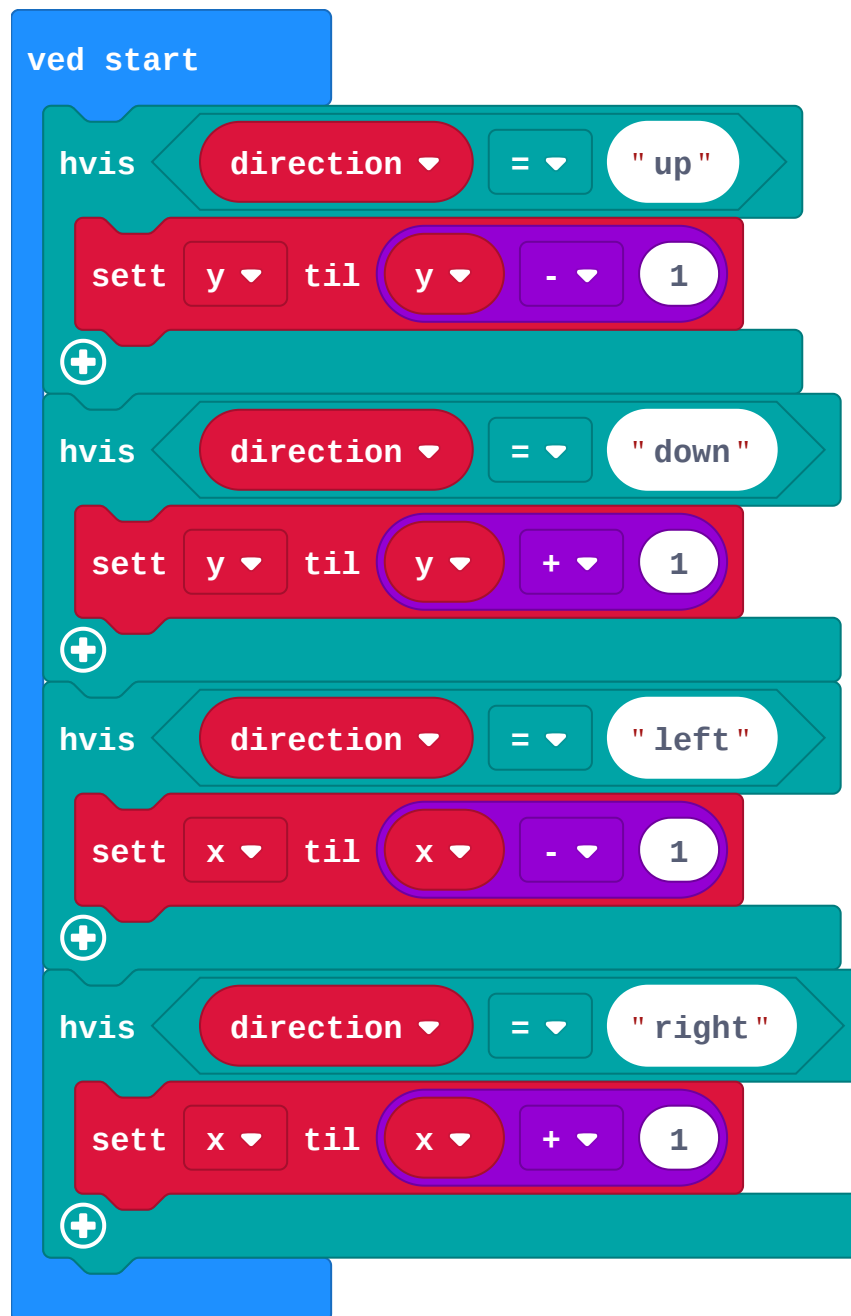 ved start
hvis direction = "up"
sett y til y - 1
hvis direction = "down"
sett y til y + 1
hvis direction = "left"
sett x til x - 1
hvis direction = "right"
sett x til x + 1